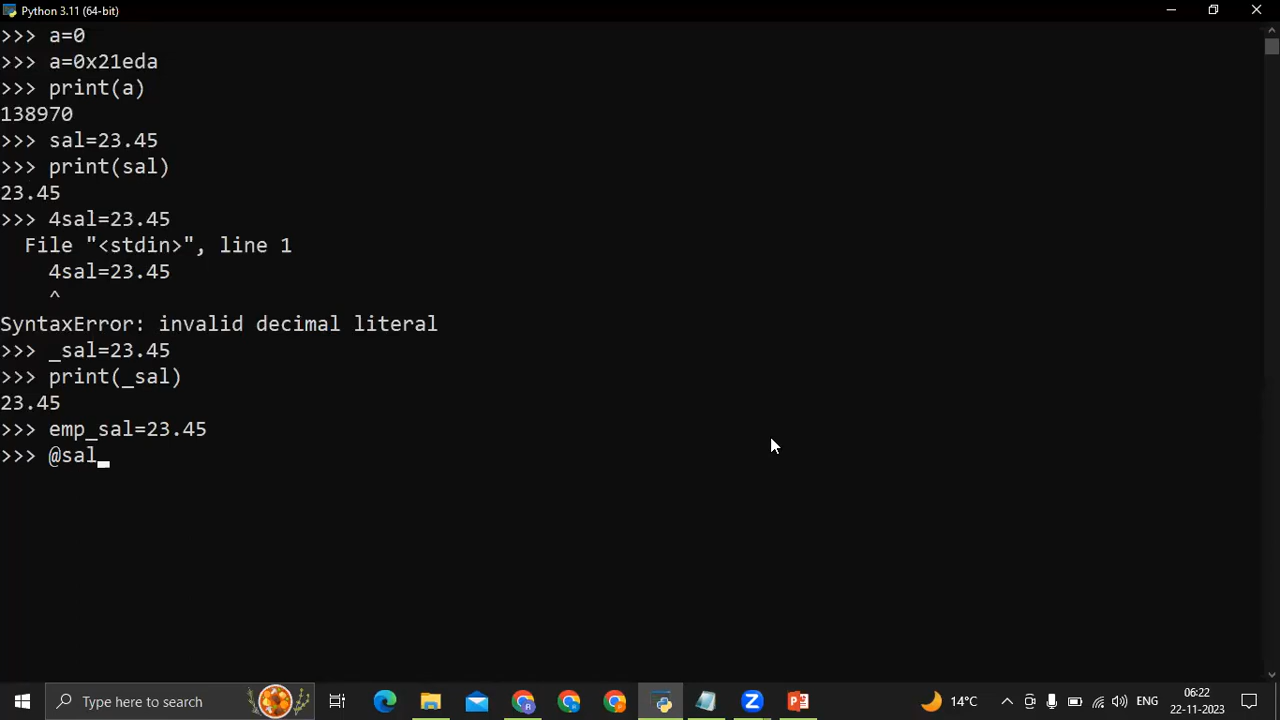 Python 3.11 (64-bit)
>>> a=0
>>> a=0x21eda
>>> print(a)
138970
>>> sal=23.45
>>> print(sal)
23.45
>>> 4sal=23.45
  File "<stdin>", line 1
    4sal=23.45
    ^
SyntaxError: invalid decimal literal
>>> _sal=23.45
>>> print(_sal)
23.45
>>> emp_sal=23.45
>>> @sal_
Type here to search
14°C
ENG
06:22
22-11-2023